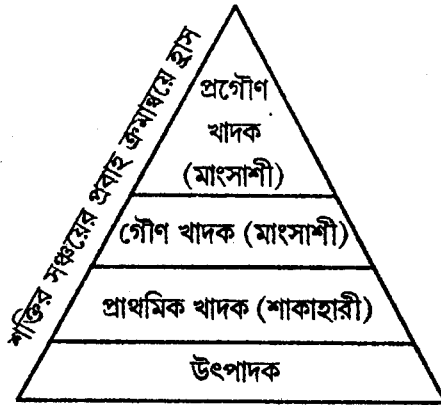 শক্তির সঞ্চয়ের প্রবাহ ক্রমান্বয়ে হ্রাস
প্রগৌণ
খাদক
(মাংসাশী)
গৌণ খাদক (মাংসাশী)
প্রাথমিক খাদক (শাকাহারী)
উৎপাদক